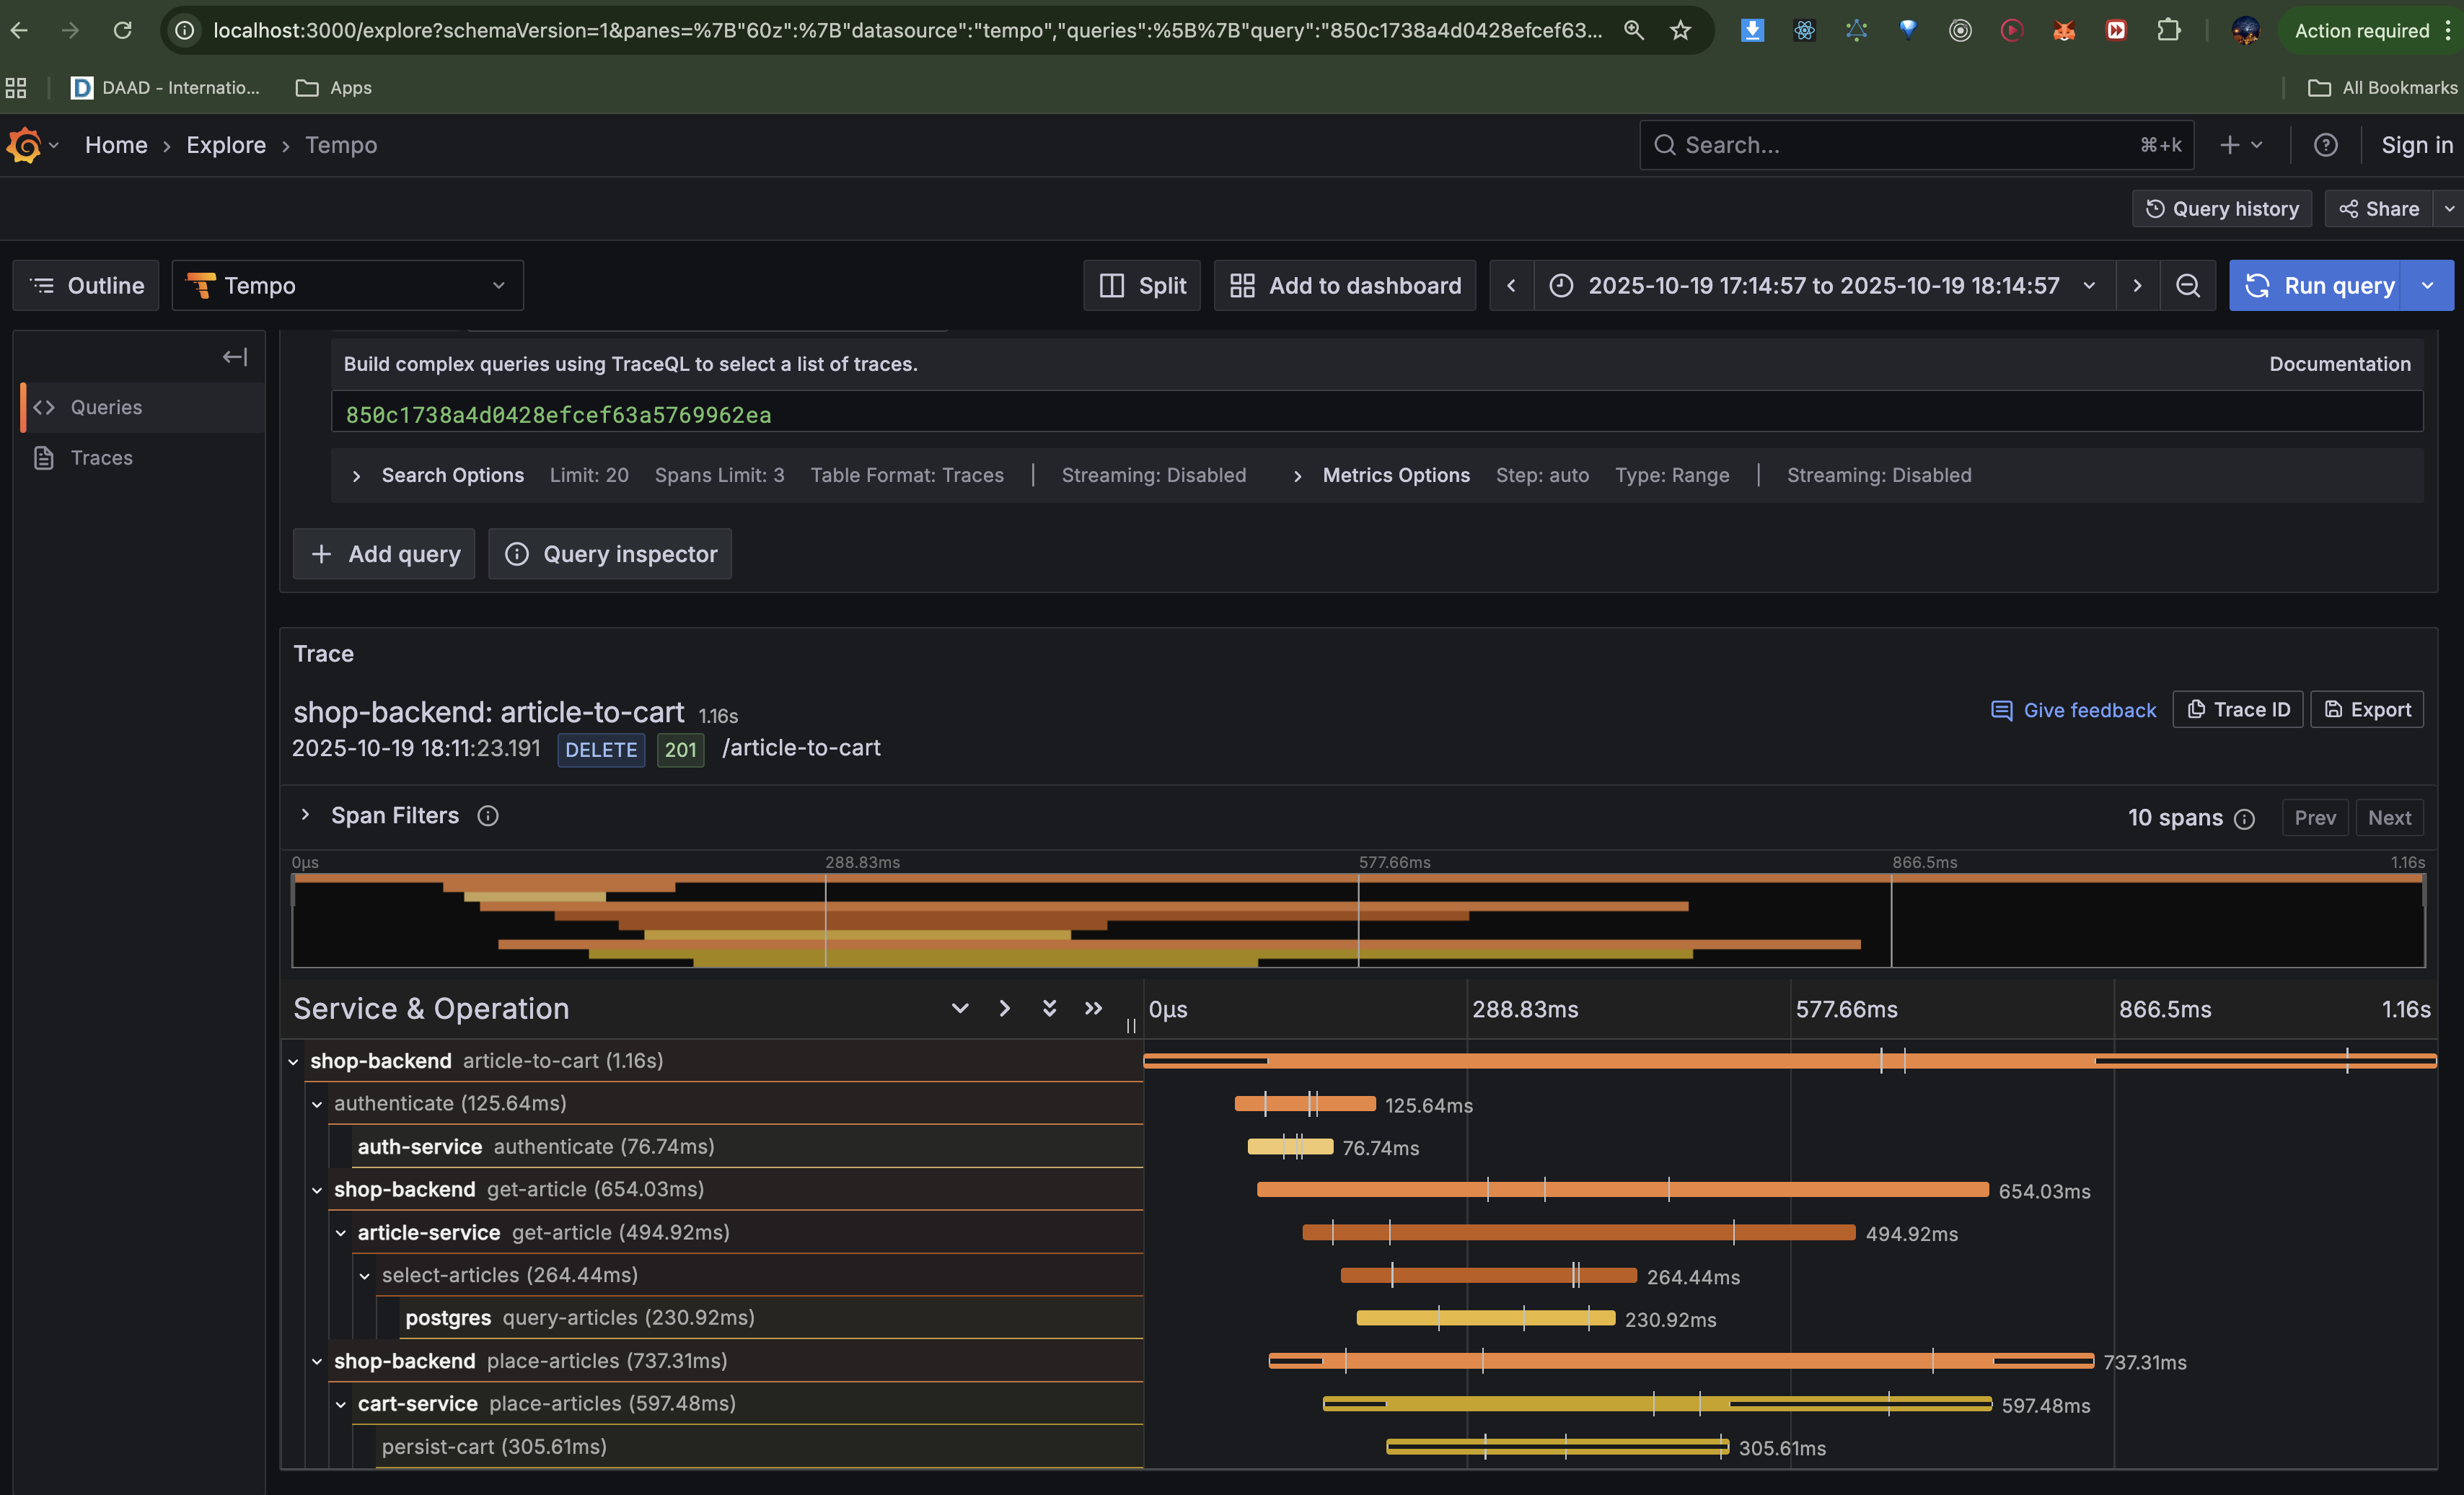 localhost:3000/explore?schemaVersion=1&panes=%7B"60z":%7B"datasource":"tempo","queries":%5B%7B"query":"850c1738a4d0428efcef63...
Action required
DAAD - Internatio...
Apps
All Bookmarks
Home › Explore › Tempo
Search...
⌘+k
Sign in
Query history
Share
Outline
Tempo
Split
Add to dashboard
2025-10-19 17:14:57 to 2025-10-19 18:14:57
Run query
Queries
Traces
Build complex queries using TraceQL to select a list of traces.
Documentation
850c1738a4d0428efcef63a5769962ea
Search Options Limit: 20 Spans Limit: 3 Table Format: Traces | Streaming: Disabled
Metrics Options Step: auto Type: Range | Streaming: Disabled
+ Add query
Query inspector
Trace
shop-backend: article-to-cart 1.16s
Give feedback
Trace ID
Export
2025-10-19 18:11:23.191 DELETE 201 /article-to-cart
Span Filters
10 spans
Prev
Next
0μs 288.83ms 577.66ms 866.5ms 1.16s
Service & Operation
0μs 288.83ms 577.66ms 866.5ms 1.16s
shop-backend article-to-cart (1.16s)
authenticate (125.64ms)
125.64ms
auth-service authenticate (76.74ms)
76.74ms
shop-backend get-article (654.03ms)
654.03ms
article-service get-article (494.92ms)
494.92ms
select-articles (264.44ms)
264.44ms
postgres query-articles (230.92ms)
230.92ms
shop-backend place-articles (737.31ms)
737.31ms
cart-service place-articles (597.48ms)
597.48ms
persist-cart (305.61ms)
305.61ms